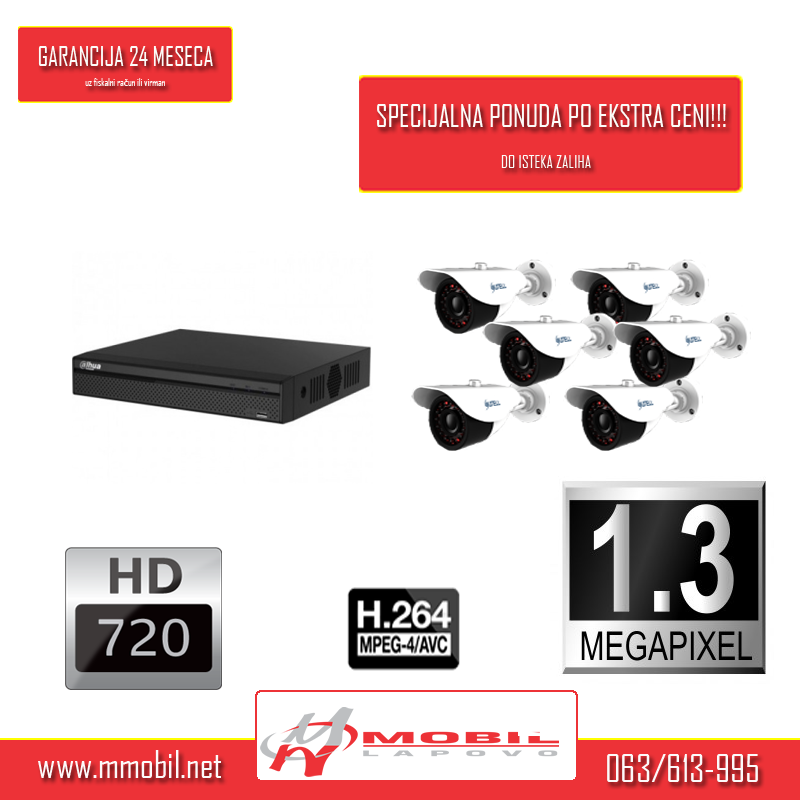 GARANCIJA 24 MESECA
uz fiskalni račun ili virman
SPECIJALNA PONUDA PO EKSTRA CENI!!!
DO ISTEKA ZALIHA
alhua
HD
720
H.264
MPEG-4/AVC
1.3
MEGAPIXEL
MOBIL
LAPOVO
www.mmobil.net
063/613-995